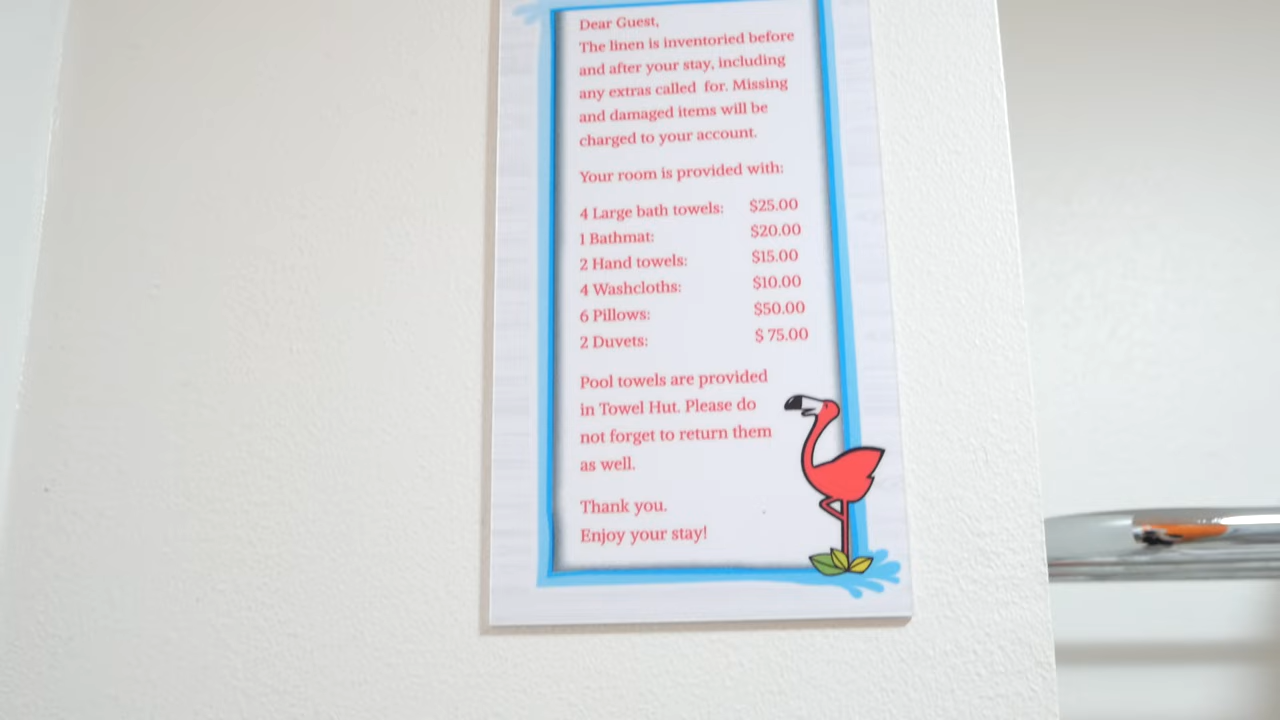 Dear Guest,
The linen is inventoried before
and after your stay, including
any extras called for. Missing
and damaged items will be
charged to your account.
Your room is provided with:
4 Large bath towels: $25.00
1 Bathmat: $20.00
2 Hand towels: $15.00
4 Washcloths: $10.00
6 Pillows: $50.00
2 Duvets: $ 75.00
Pool towels are provided
in Towel Hut. Please do
not forget to return them
as well.
Thank you.
Enjoy your stay!